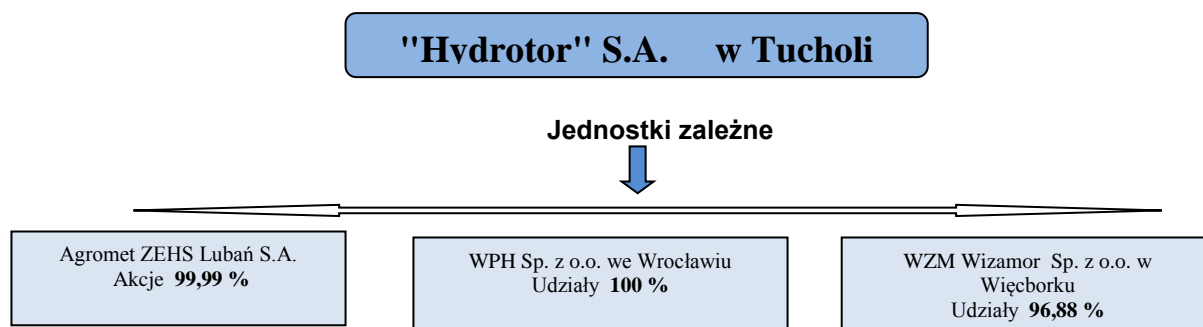 "Hydrotor" S.A. w Tucholi
Jednostki zależne
Agromet ZEHS Lubań S.A.
Akcje 99,99 %
WPH Sp. z o.o. we Wrocławiu
Udziały 100 %
WZM Wizamor Sp. z o.o. w
Więcborku
Udziały 96,88 %